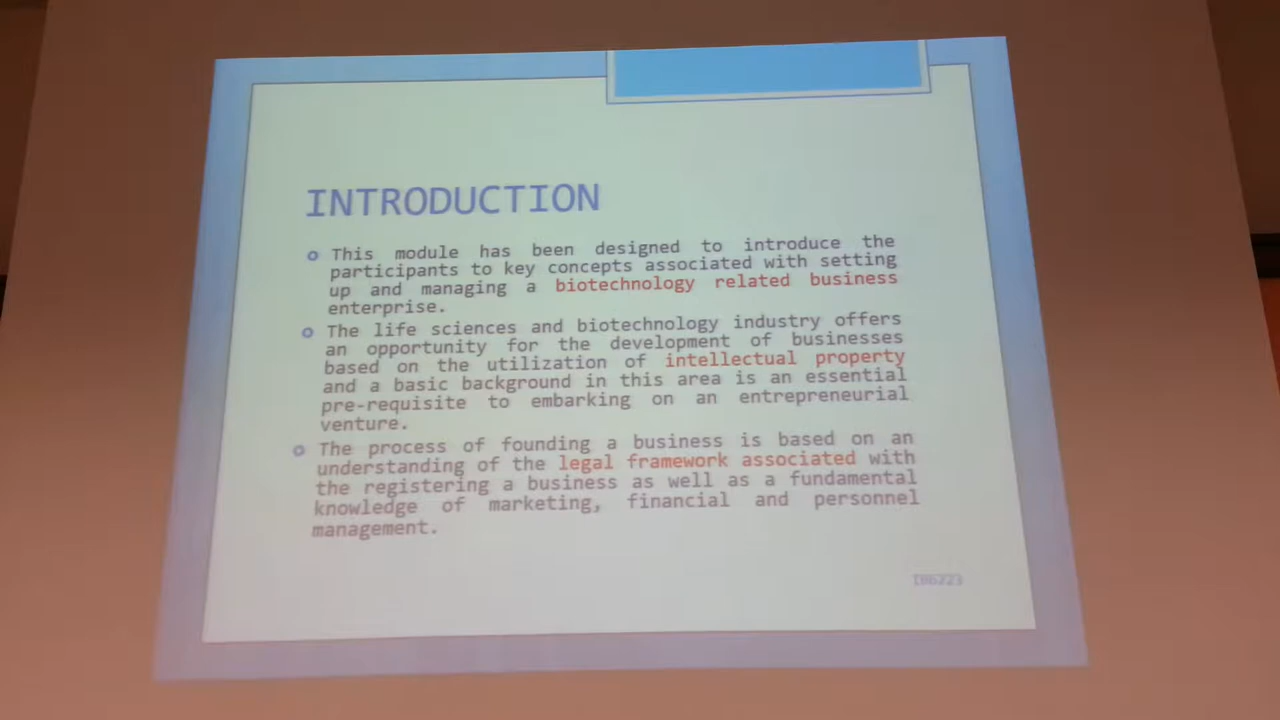 INTRODUCTION
This module has been designed to introduce the
participants to key concepts associated with setting
up and managing a biotechnology related business
enterprise.
The life sciences and biotechnology industry offers
an opportunity for the development of businesses
based on the utilization of intellectual property
and a basic background in this area is an essential
pre-requisite to embarking on an entrepreneurial
venture.
The process of founding a business is based on an
understanding of the legal framework associated with
the registering a business as well as a fundamental
knowledge of marketing, financial and personnel
management.